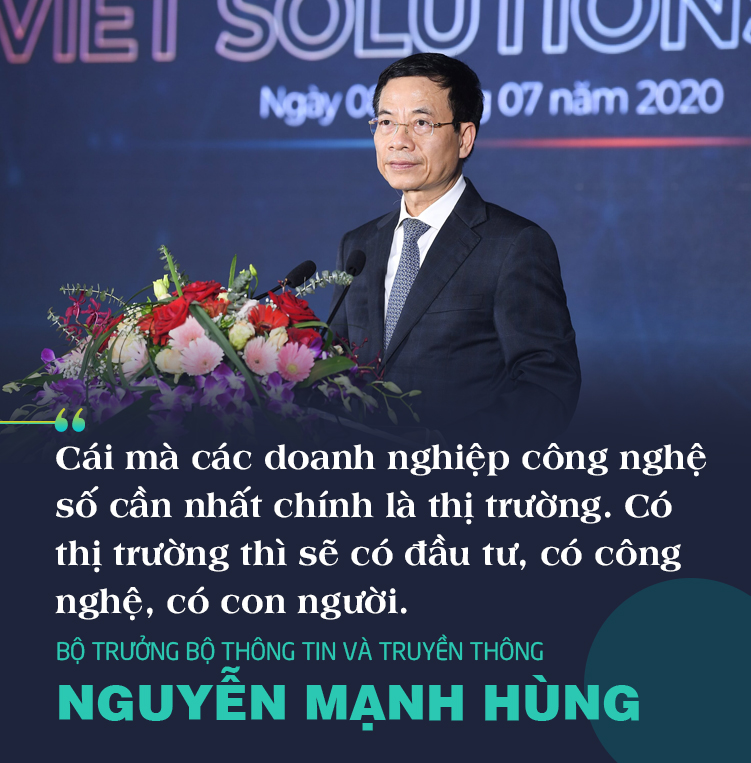 VIET SOLUTIONS
Ngày 0 07 năm 2020
Cái mà các doanh nghiệp công nghệ
số cần nhất chính là thị trường. Có
thị trường thì sẽ có đầu tư, có công
nghệ, có con người.
BỘ TRƯỞNG BỘ THÔNG TIN VÀ TRUYỀN THÔNG
NGUYỄN MẠNH HÙNG